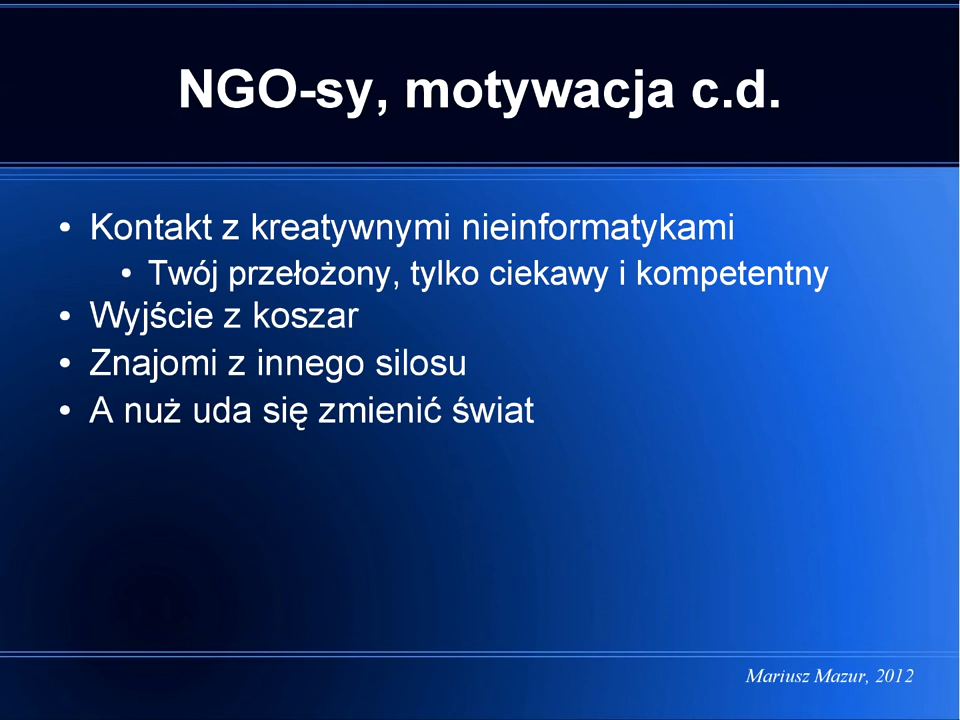 NGO-sy, motywacja c.d.
• Kontakt z kreatywnymi nieinformatykami
• Twój przełożony, tylko ciekawy i kompetentny
• Wyjście z koszar
• Znajomi z innego silosu
• A nuż uda się zmienić świat
Mariusz Mazur, 2012